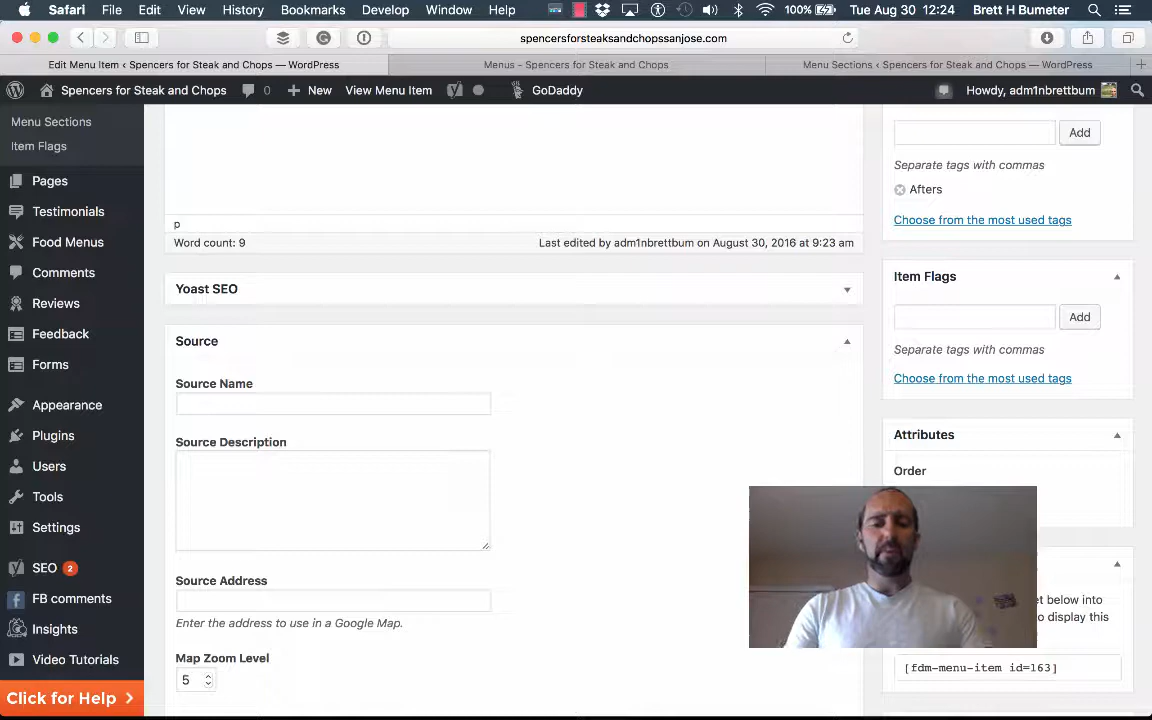 Safari File Edit View History Bookmarks Develop Window Help 100% Tue Aug 30 12:24 Brett H Bumeter
spencersforsteaksandchopssanjose.com
Edit Menu Item ‹ Spencers for Steak and Chops — WordPress
Menus – Spencers for Steak and Chops
Menu Sections ‹ Spencers for Steak and Chops — WordPress
Spencers for Steak and Chops 0 New View Menu Item GoDaddy Howdy, adm1nbrettbum
Menu Sections
Item Flags
Pages
Testimonials
Food Menus
Comments
Reviews
Feedback
Forms
Appearance
Plugins
Users
Tools
Settings
SEO 2
FB comments
Insights
Video Tutorials
Click for Help >
p
Word count: 9 Last edited by adm1nbrettbum on August 30, 2016 at 9:23 am
Yoast SEO
Source
Source Name
Source Description
Source Address
Enter the address to use in a Google Map.
Map Zoom Level
5
Add
Separate tags with commas
Afters
Choose from the most used tags
Item Flags
Add
Separate tags with commas
Choose from the most used tags
Attributes
Order
et below into
o display this
[fdm-menu-item id=163]